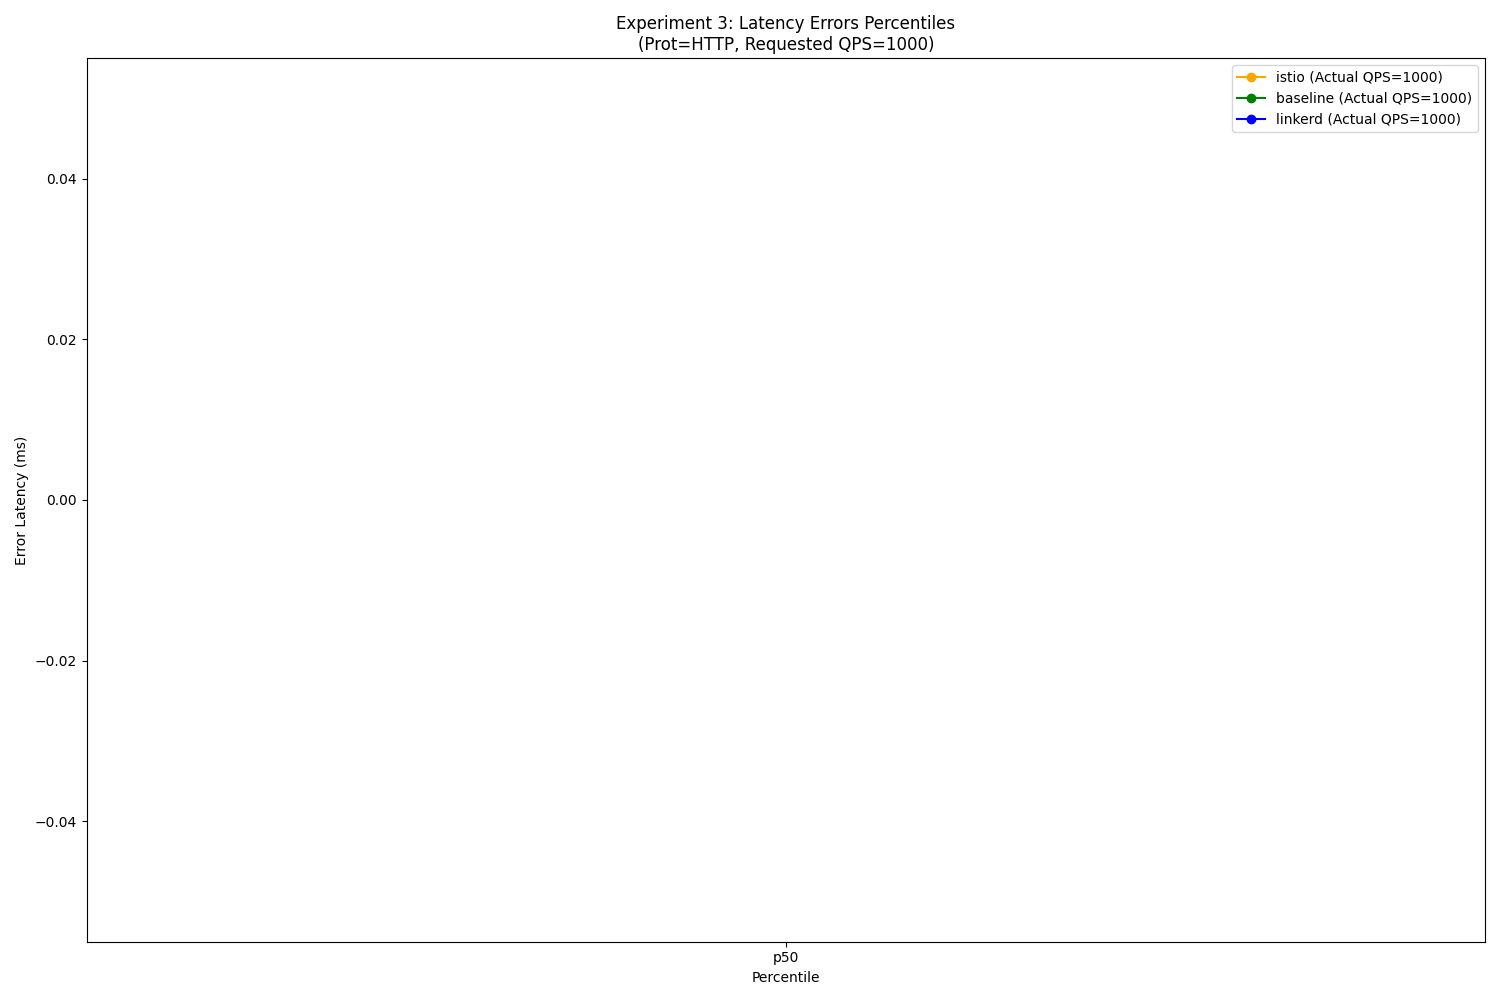 Experiment 3: Latency Errors Percentiles
(Prot=HTTP, Requested QPS=1000)
istio (Actual QPS=1000)
baseline (Actual QPS=1000)
linkerd (Actual QPS=1000)
0.04
0.02
0.00
−0.02
−0.04
Error Latency (ms)
p50
Percentile